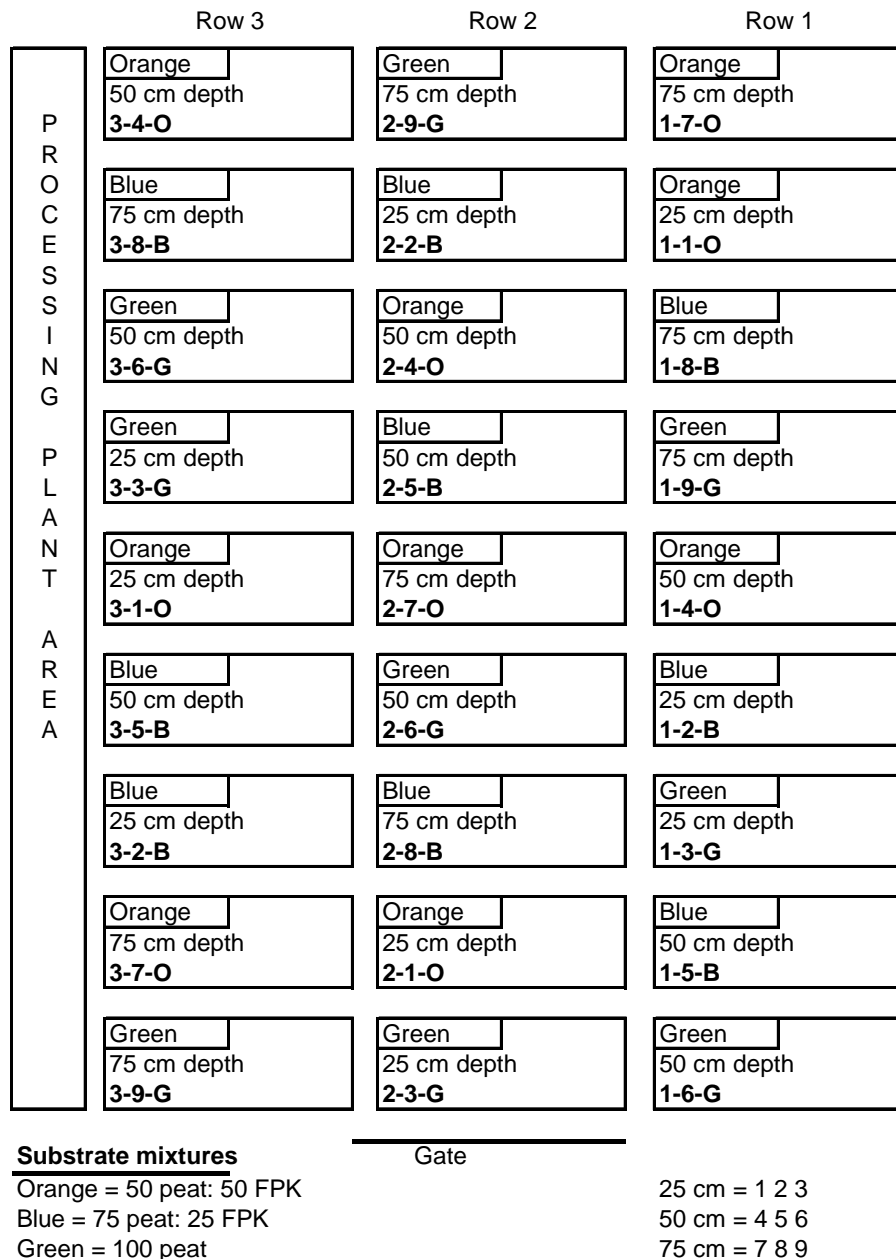 Row 3 Row 2 Row 1
PROCESSING PLANT AREA
Orange Green Orange
50 cm depth 75 cm depth 75 cm depth
3-4-O 2-9-G 1-7-O
Blue Blue Orange
75 cm depth 25 cm depth 25 cm depth
3-8-B 2-2-B 1-1-O
Green Orange Blue
50 cm depth 50 cm depth 75 cm depth
3-6-G 2-4-O 1-8-B
Green Blue Green
25 cm depth 50 cm depth 75 cm depth
3-3-G 2-5-B 1-9-G
Orange Orange Orange
25 cm depth 75 cm depth 50 cm depth
3-1-O 2-7-O 1-4-O
Blue Green Blue
50 cm depth 50 cm depth 25 cm depth
3-5-B 2-6-G 1-2-B
Blue Blue Green
25 cm depth 75 cm depth 25 cm depth
3-2-B 2-8-B 1-3-G
Orange Orange Blue
75 cm depth 25 cm depth 50 cm depth
3-7-O 2-1-O 1-5-B
Green Green Green
75 cm depth 25 cm depth 50 cm depth
3-9-G 2-3-G 1-6-G
Substrate mixtures Gate
Orange = 50 peat: 50 FPK 25 cm = 1 2 3
Blue = 75 peat: 25 FPK 50 cm = 4 5 6
Green = 100 peat 75 cm = 7 8 9